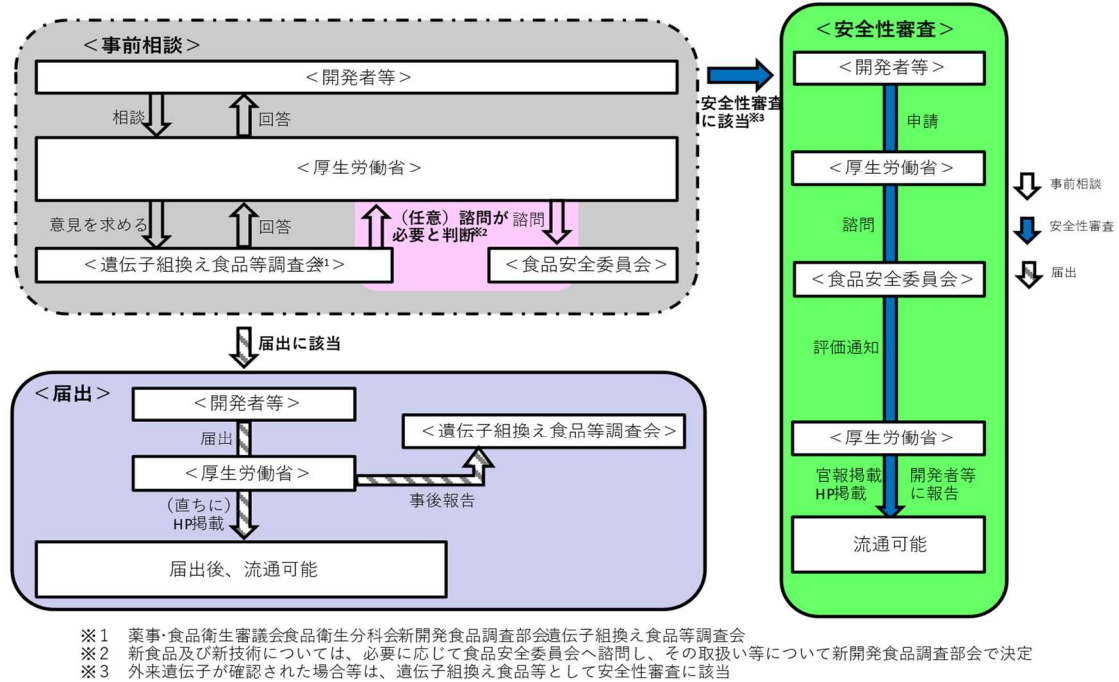 ＜事前相談＞
＜開発者等＞
相談
回答
＜厚生労働省＞
意見を求める
回答
（任意）諮問が
必要と判断※2
諮問
＜遺伝子組換え食品等調査会※1＞
＜食品安全委員会＞
安全性審査
に該当※3
届出に該当
＜届出＞
＜開発者等＞
届出
＜厚生労働省＞
＜遺伝子組換え食品等調査会＞
事後報告
（直ちに）
HP掲載
届出後、流通可能
＜安全性審査＞
＜開発者等＞
申請
＜厚生労働省＞
諮問
＜食品安全委員会＞
評価通知
＜厚生労働省＞
官報掲載
HP掲載
開発者等
に報告
流通可能
事前相談
安全性審査
届出
※１　薬事･食品衛生審議会食品衛生分科会新開発食品調査部会遺伝子組換え食品等調査会
※２　新食品及び新技術については、必要に応じて食品安全委員会へ諮問し、その取扱い等について新開発食品調査部会で決定
※３　外来遺伝子が確認された場合等は、遺伝子組換え食品等として安全性審査に該当